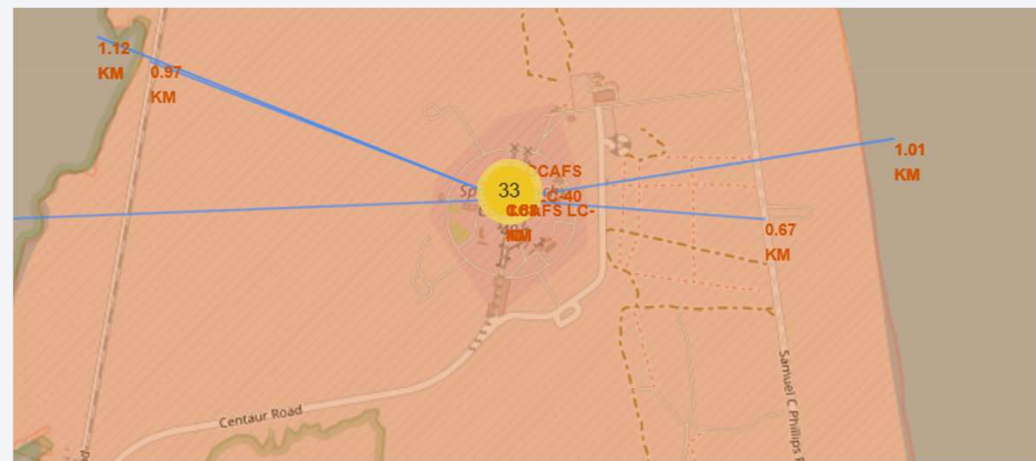 1.12
KM
0.97
KM
CCAFS
C-40
33
1.01
KM
CCAFS LC-
KM
0.67
KM
Centaur Road
Samuel C Phillips